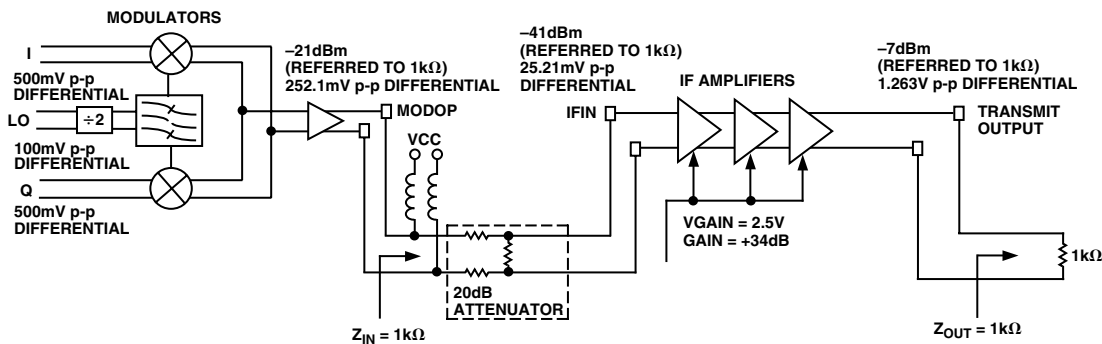 MODULATORS
I
500mV p-p
DIFFERENTIAL
LO
÷2
100mV p-p
DIFFERENTIAL
Q
500mV p-p
DIFFERENTIAL
–21dBm
(REFERRED TO 1kΩ)
252.1mV p-p DIFFERENTIAL
MODOP
VCC
20dB
ATTENUATOR
ZIN = 1kΩ
–41dBm
(REFERRED TO 1kΩ)
25.21mV p-p
DIFFERENTIAL
IFIN
IF AMPLIFIERS
VGAIN = 2.5V
GAIN = +34dB
–7dBm
(REFERRED TO 1kΩ)
1.263V p-p DIFFERENTIAL
TRANSMIT
OUTPUT
1kΩ
ZOUT = 1kΩ